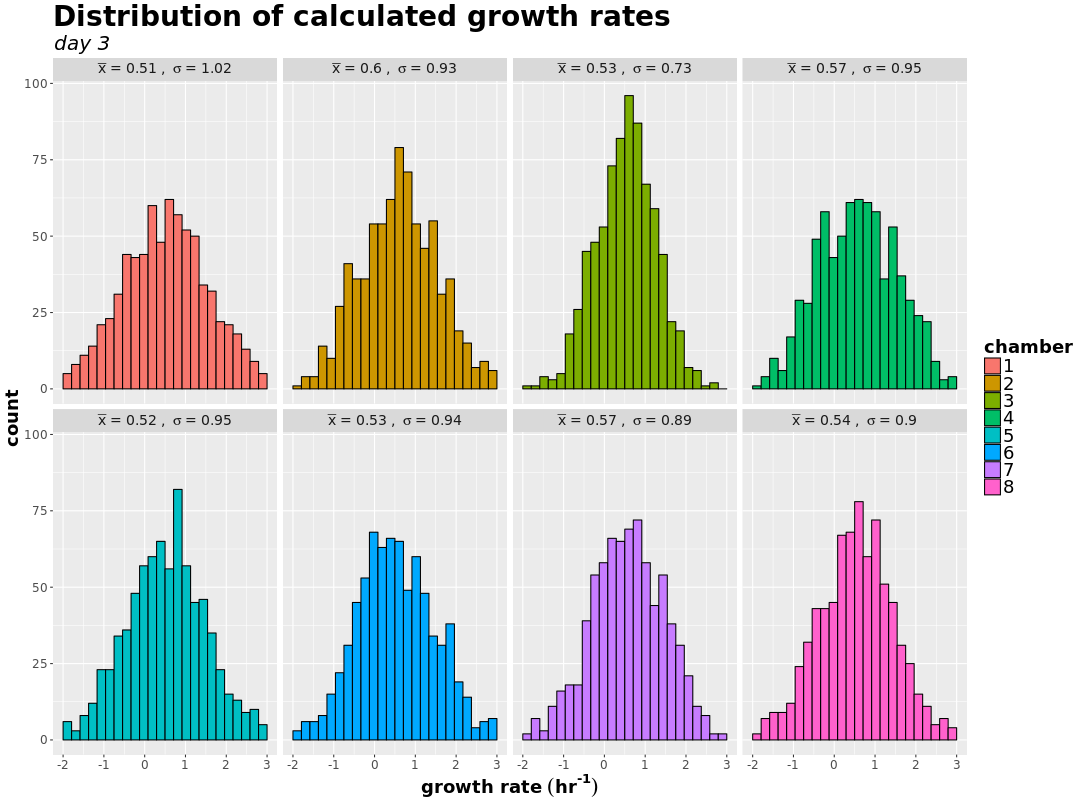 Distribution of calculated growth rates
day 3
x̅ = 0.51 , σ = 1.02
x̅ = 0.6 , σ = 0.93
x̅ = 0.53 , σ = 0.73
x̅ = 0.57 , σ = 0.95
100
75
50
25
0
count
x̅ = 0.52 , σ = 0.95
x̅ = 0.53 , σ = 0.94
x̅ = 0.57 , σ = 0.89
x̅ = 0.54 , σ = 0.9
100
75
50
25
0
-2 -1 0 1 2 3
-2 -1 0 1 2 3
-2 -1 0 1 2 3
-2 -1 0 1 2 3
growth rate (hr⁻¹)
chamber
1
2
3
4
5
6
7
8